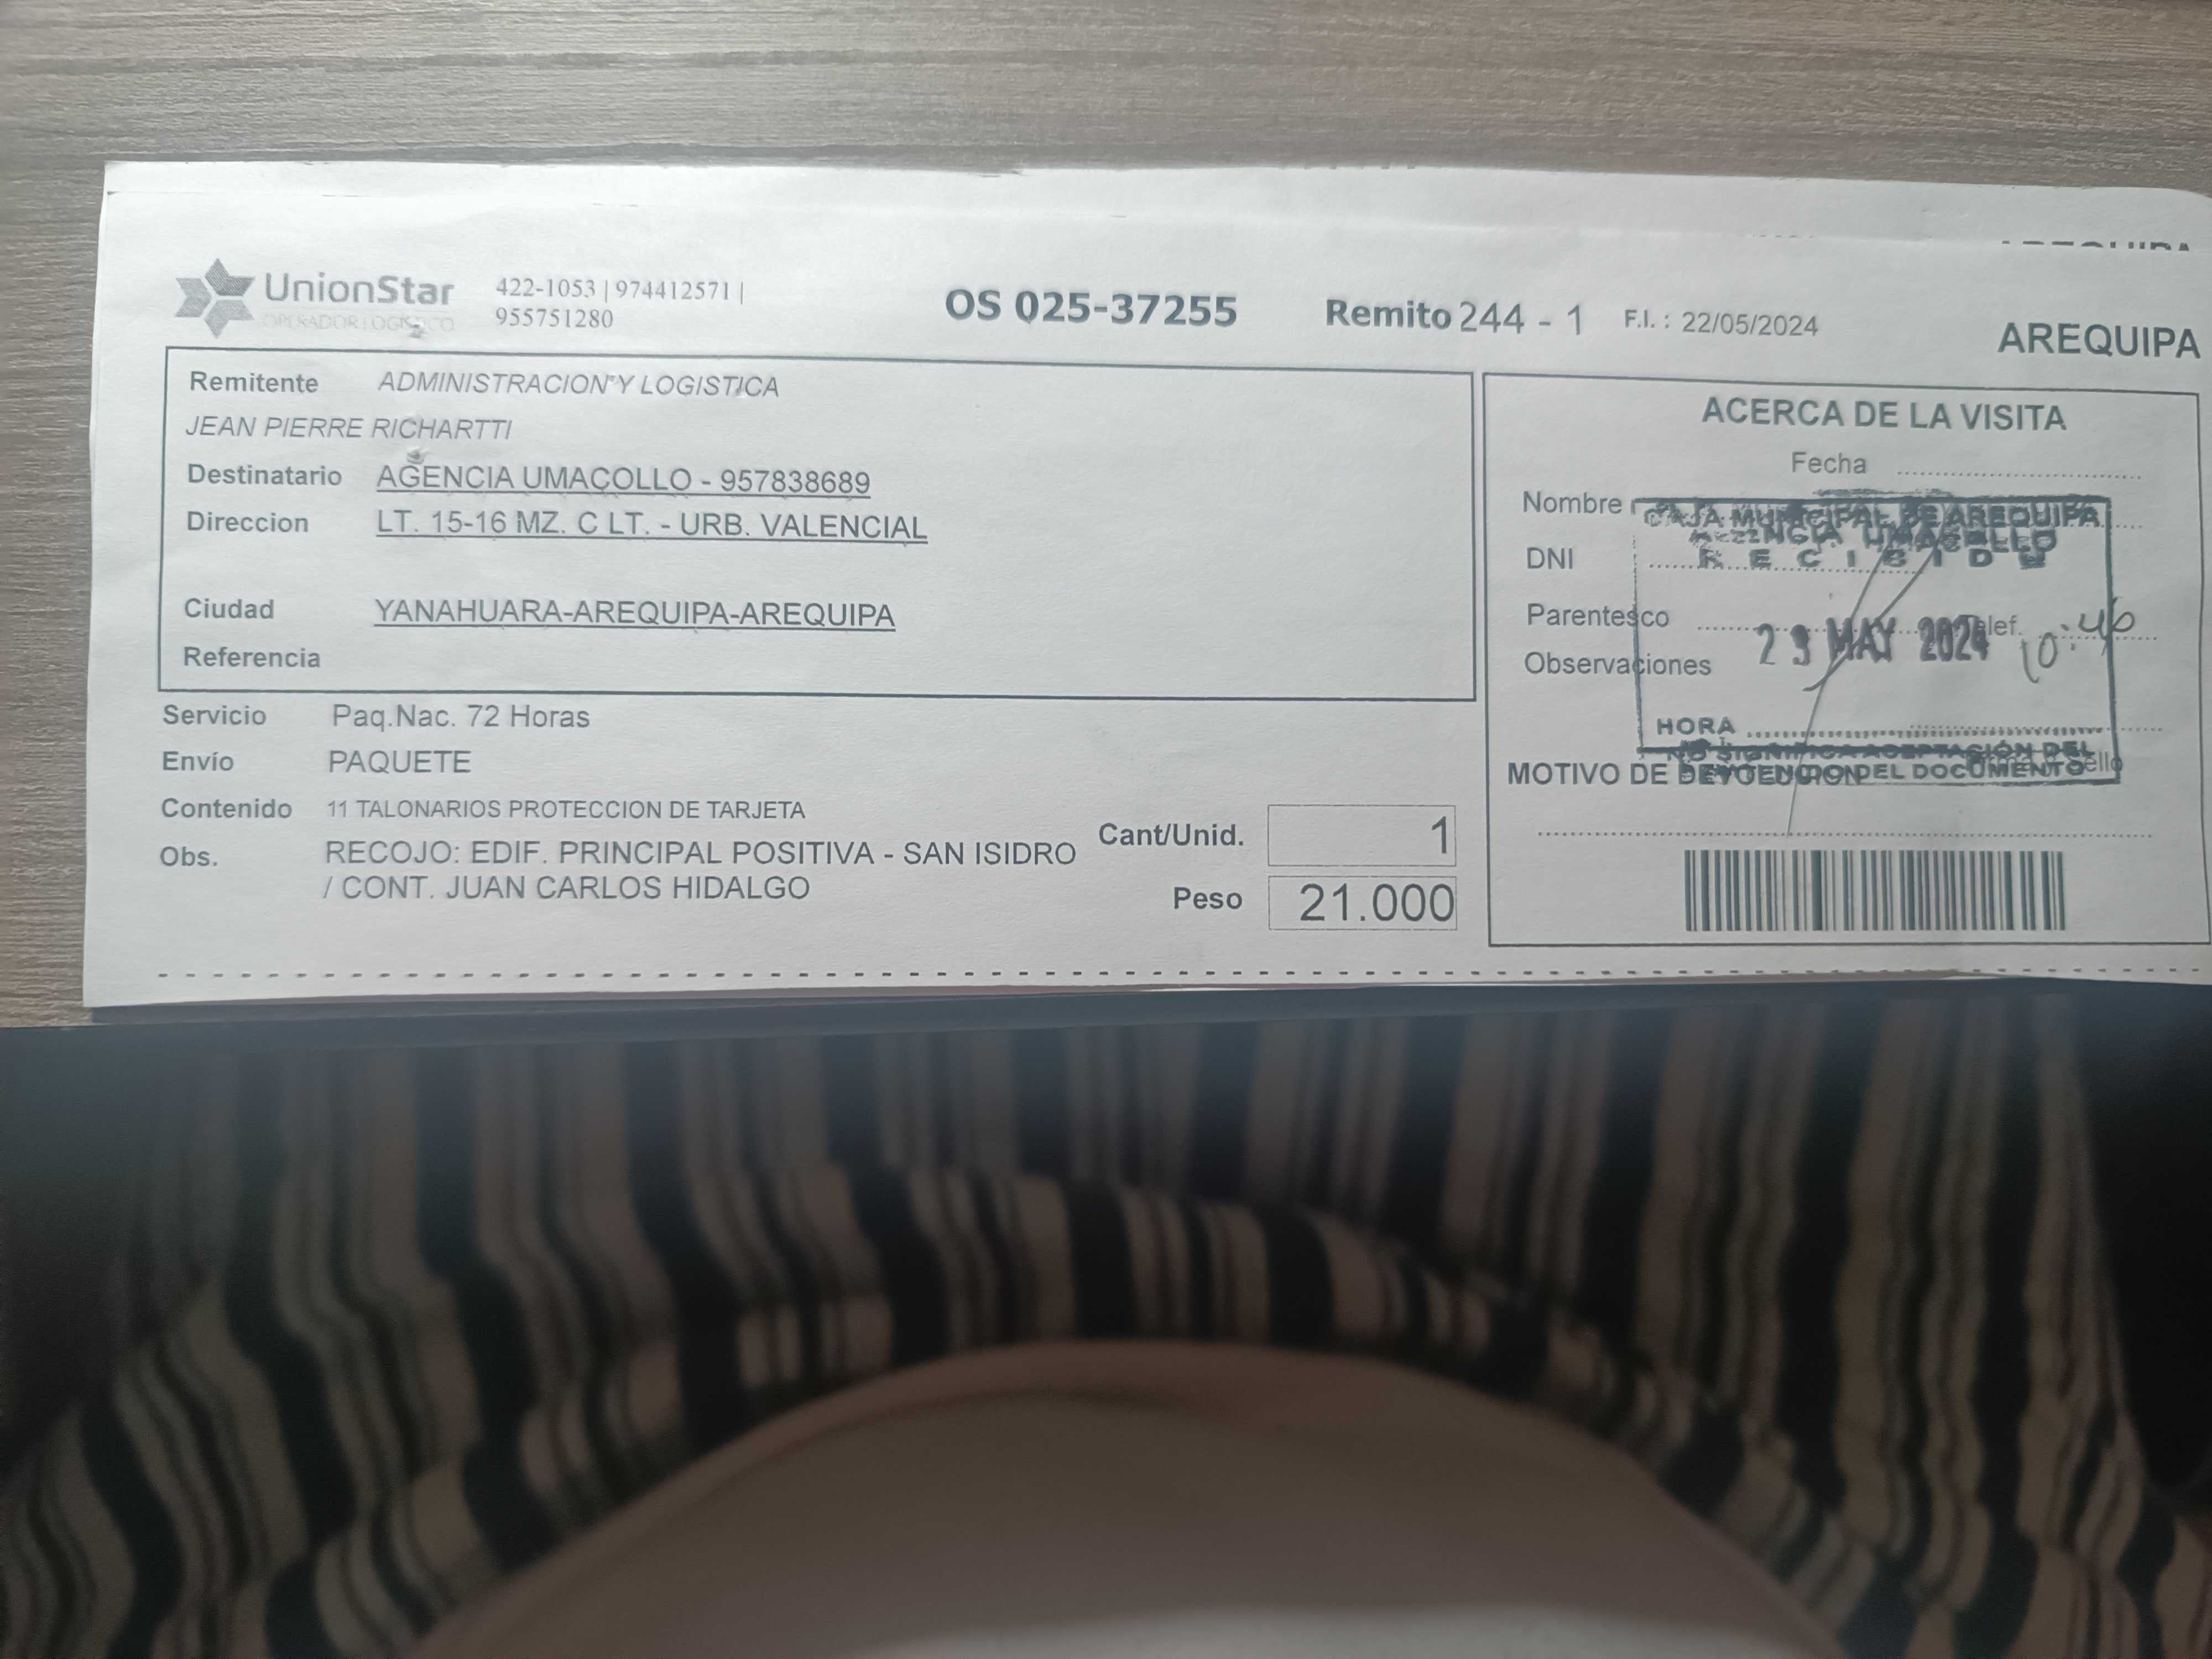 UnionStar
OPERADOR LOGISTICO
422-1053 | 974412571 |
955751280
OS 025-37255
Remito 244 - 1
F.I. : 22/05/2024
AREQUIPA
Remitente ADMINISTRACION Y LOGISTICA
JEAN PIERRE RICHARTTI
Destinatario AGENCIA UMACOLLO - 957838689
Direccion LT. 15-16 MZ. C LT. - URB. VALENCIAL
Ciudad YANAHUARA-AREQUIPA-AREQUIPA
Referencia
Servicio Paq.Nac. 72 Horas
Envío PAQUETE
Contenido 11 TALONARIOS PROTECCION DE TARJETA
Obs. RECOJO: EDIF. PRINCIPAL POSITIVA - SAN ISIDRO
/ CONT. JUAN CARLOS HIDALGO
Cant/Unid. 1
Peso 21.000
ACERCA DE LA VISITA
Fecha
Nombre
CAJA MUNICIPAL DE AREQUIPA
AGENCIA UMACOLLO
DNI
RECIBIDO
Parentesco
Telef.
Observaciones
MAY 2024 10:46
HORA
NO SIGNIFICA ACEPTACIÓN DEL
MOTIVO DE
DEL DOCUMENTO